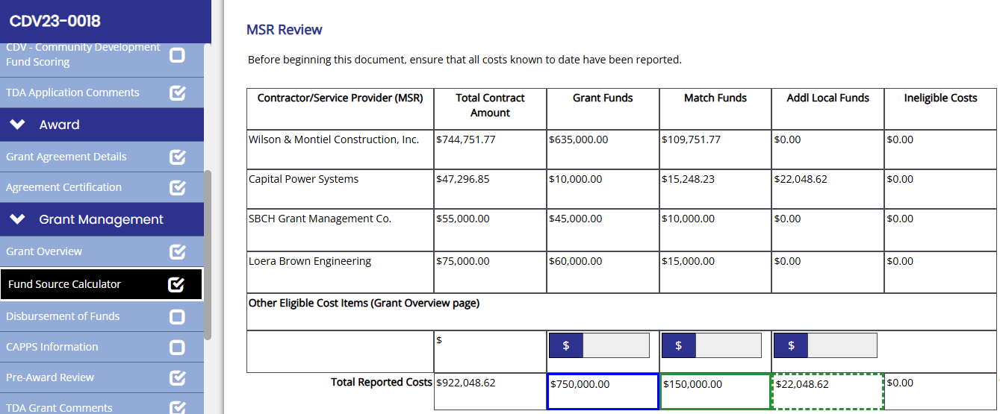 CDV23-0018
CDV - Community Development
Fund Scoring
TDA Application Comments
Award
Grant Agreement Details
Agreement Certification
Grant Management
Grant Overview
Fund Source Calculator
Disbursement of Funds
CAPPS Information
Pre-Award Review
TDA Grant Comments
MSR Review
Before beginning this document, ensure that all costs known to date have been reported.
Contractor/Service Provider (MSR) Total Contract Amount Grant Funds Match Funds Addl Local Funds Ineligible Costs
Wilson & Montiel Construction, Inc. $744,751.77 $635,000.00 $109,751.77 $0.00 $0.00
Capital Power Systems $47,296.85 $10,000.00 $15,248.23 $22,048.62 $0.00
SBCH Grant Management Co. $55,000.00 $45,000.00 $10,000.00 $0.00 $0.00
Loera Brown Engineering $75,000.00 $60,000.00 $15,000.00 $0.00 $0.00
Other Eligible Cost Items (Grant Overview page)
$ $ $ $
Total Reported Costs $922,048.62 $750,000.00 $150,000.00 $22,048.62 $0.00